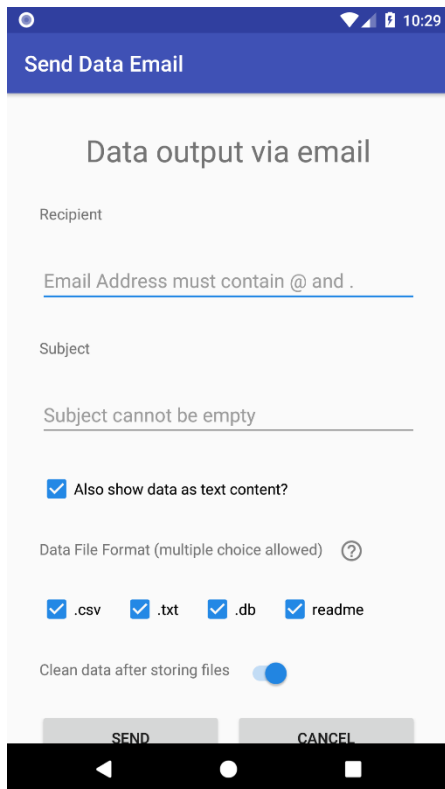 10:29
Send Data Email
Data output via email
Recipient
Email Address must contain @ and .
Subject
Subject cannot be empty
Also show data as text content?
Data File Format (multiple choice allowed) ?
.csv .txt .db readme
Clean data after storing files
SEND CANCEL